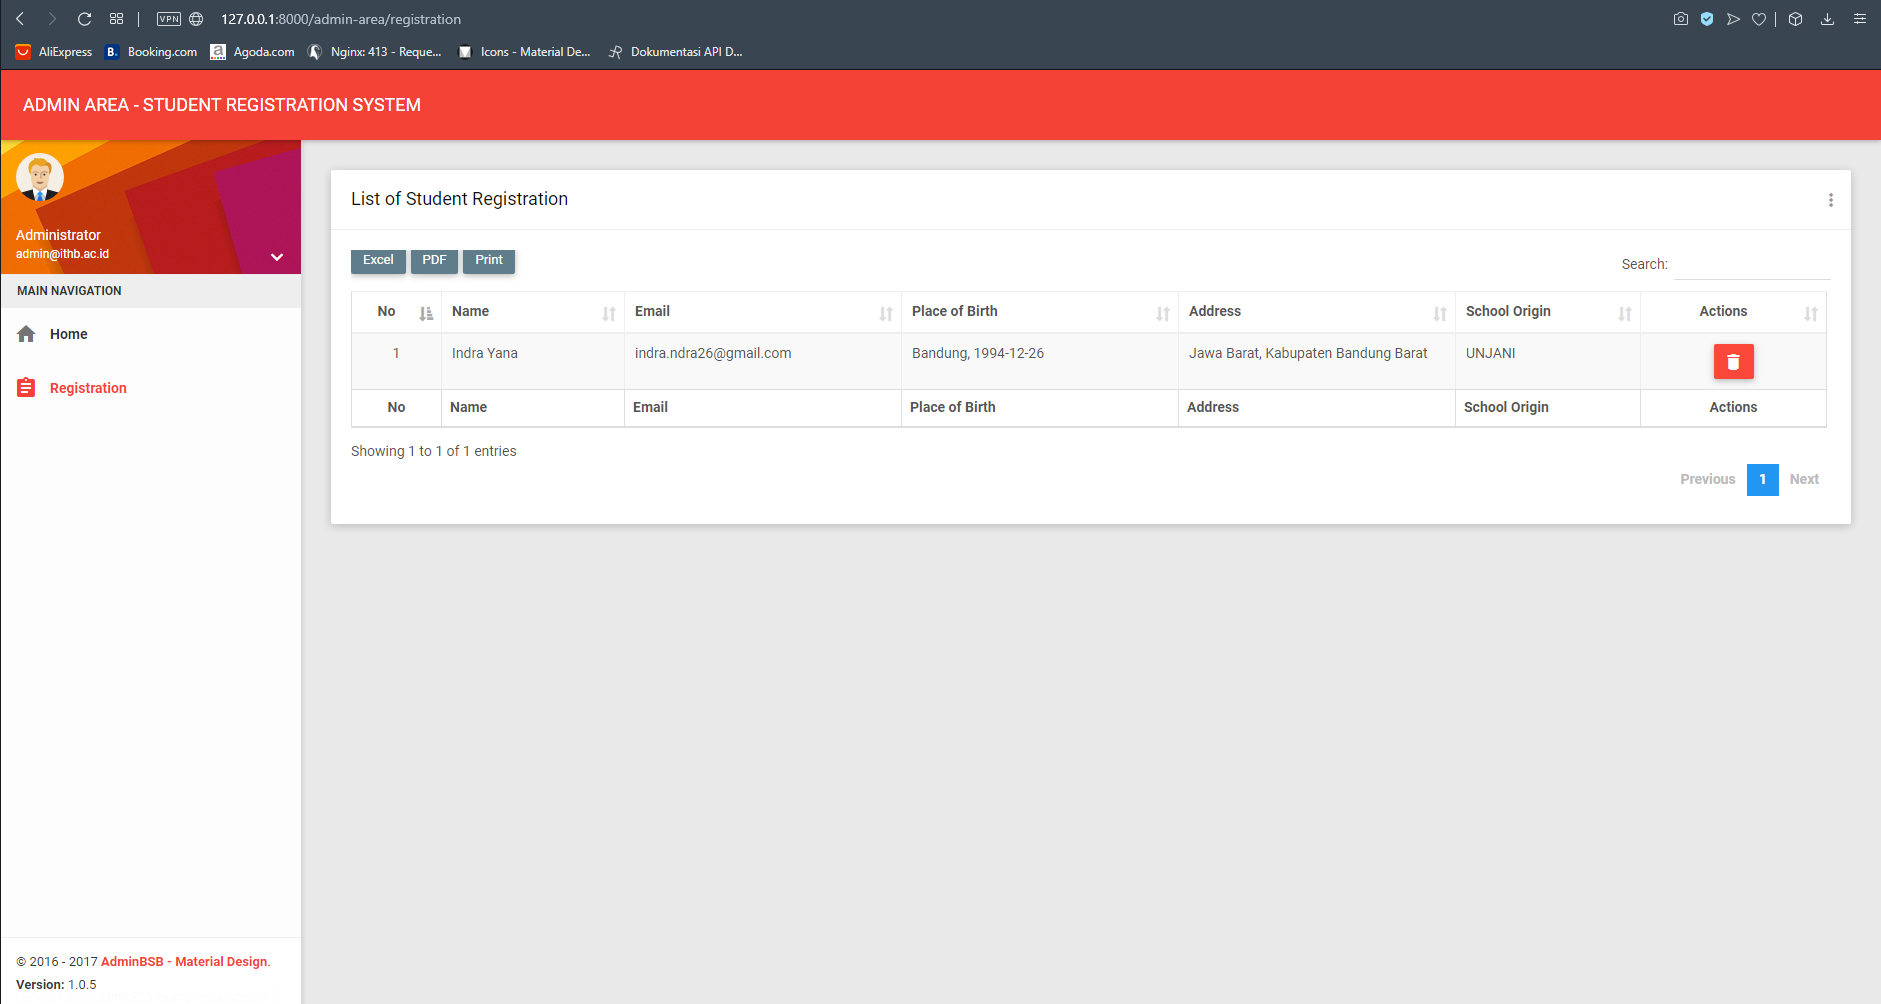 VPN 127.0.0.1:8000/admin-area/registration
AliExpress B. Booking.com a Agoda.com Nginx: 413 - Reque... Icons - Material De... Dokumentasi API D...
ADMIN AREA - STUDENT REGISTRATION SYSTEM
Administrator
admin@ithb.ac.id
MAIN NAVIGATION
Home
Registration
© 2016 - 2017 AdminBSB - Material Design.
Version: 1.0.5
List of Student Registration
Excel PDF Print
Search:
No Name Email Place of Birth Address School Origin Actions
1 Indra Yana indra.ndra26@gmail.com Bandung, 1994-12-26 Jawa Barat, Kabupaten Bandung Barat UNJANI
No Name Email Place of Birth Address School Origin Actions
Showing 1 to 1 of 1 entries
Previous 1 Next